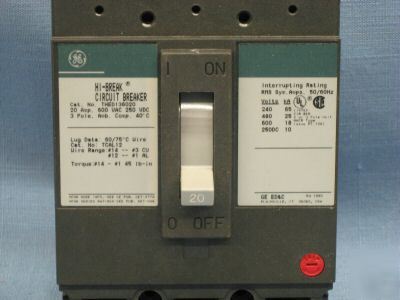 GE
HI-BREAK ®
CIRCUIT BREAKER
Cat. No. THED136020
20 Amp. 600 VAC 250 VDC
3 Pole, Amb. Comp. 40°C
Lug Data: 60/75°C Wire
Cat. No: TCAL12
Wire Range: #14 -- #3 CU
#12 -- #1 AL
Torque: #14 - #1 45 lb-in
I ON
20
O OFF
Interrupting Rating
RMS Sym. Amps. 50/60Hz
Volts kA
240 65
480 25
600 18
250DC 10
GE ED&C